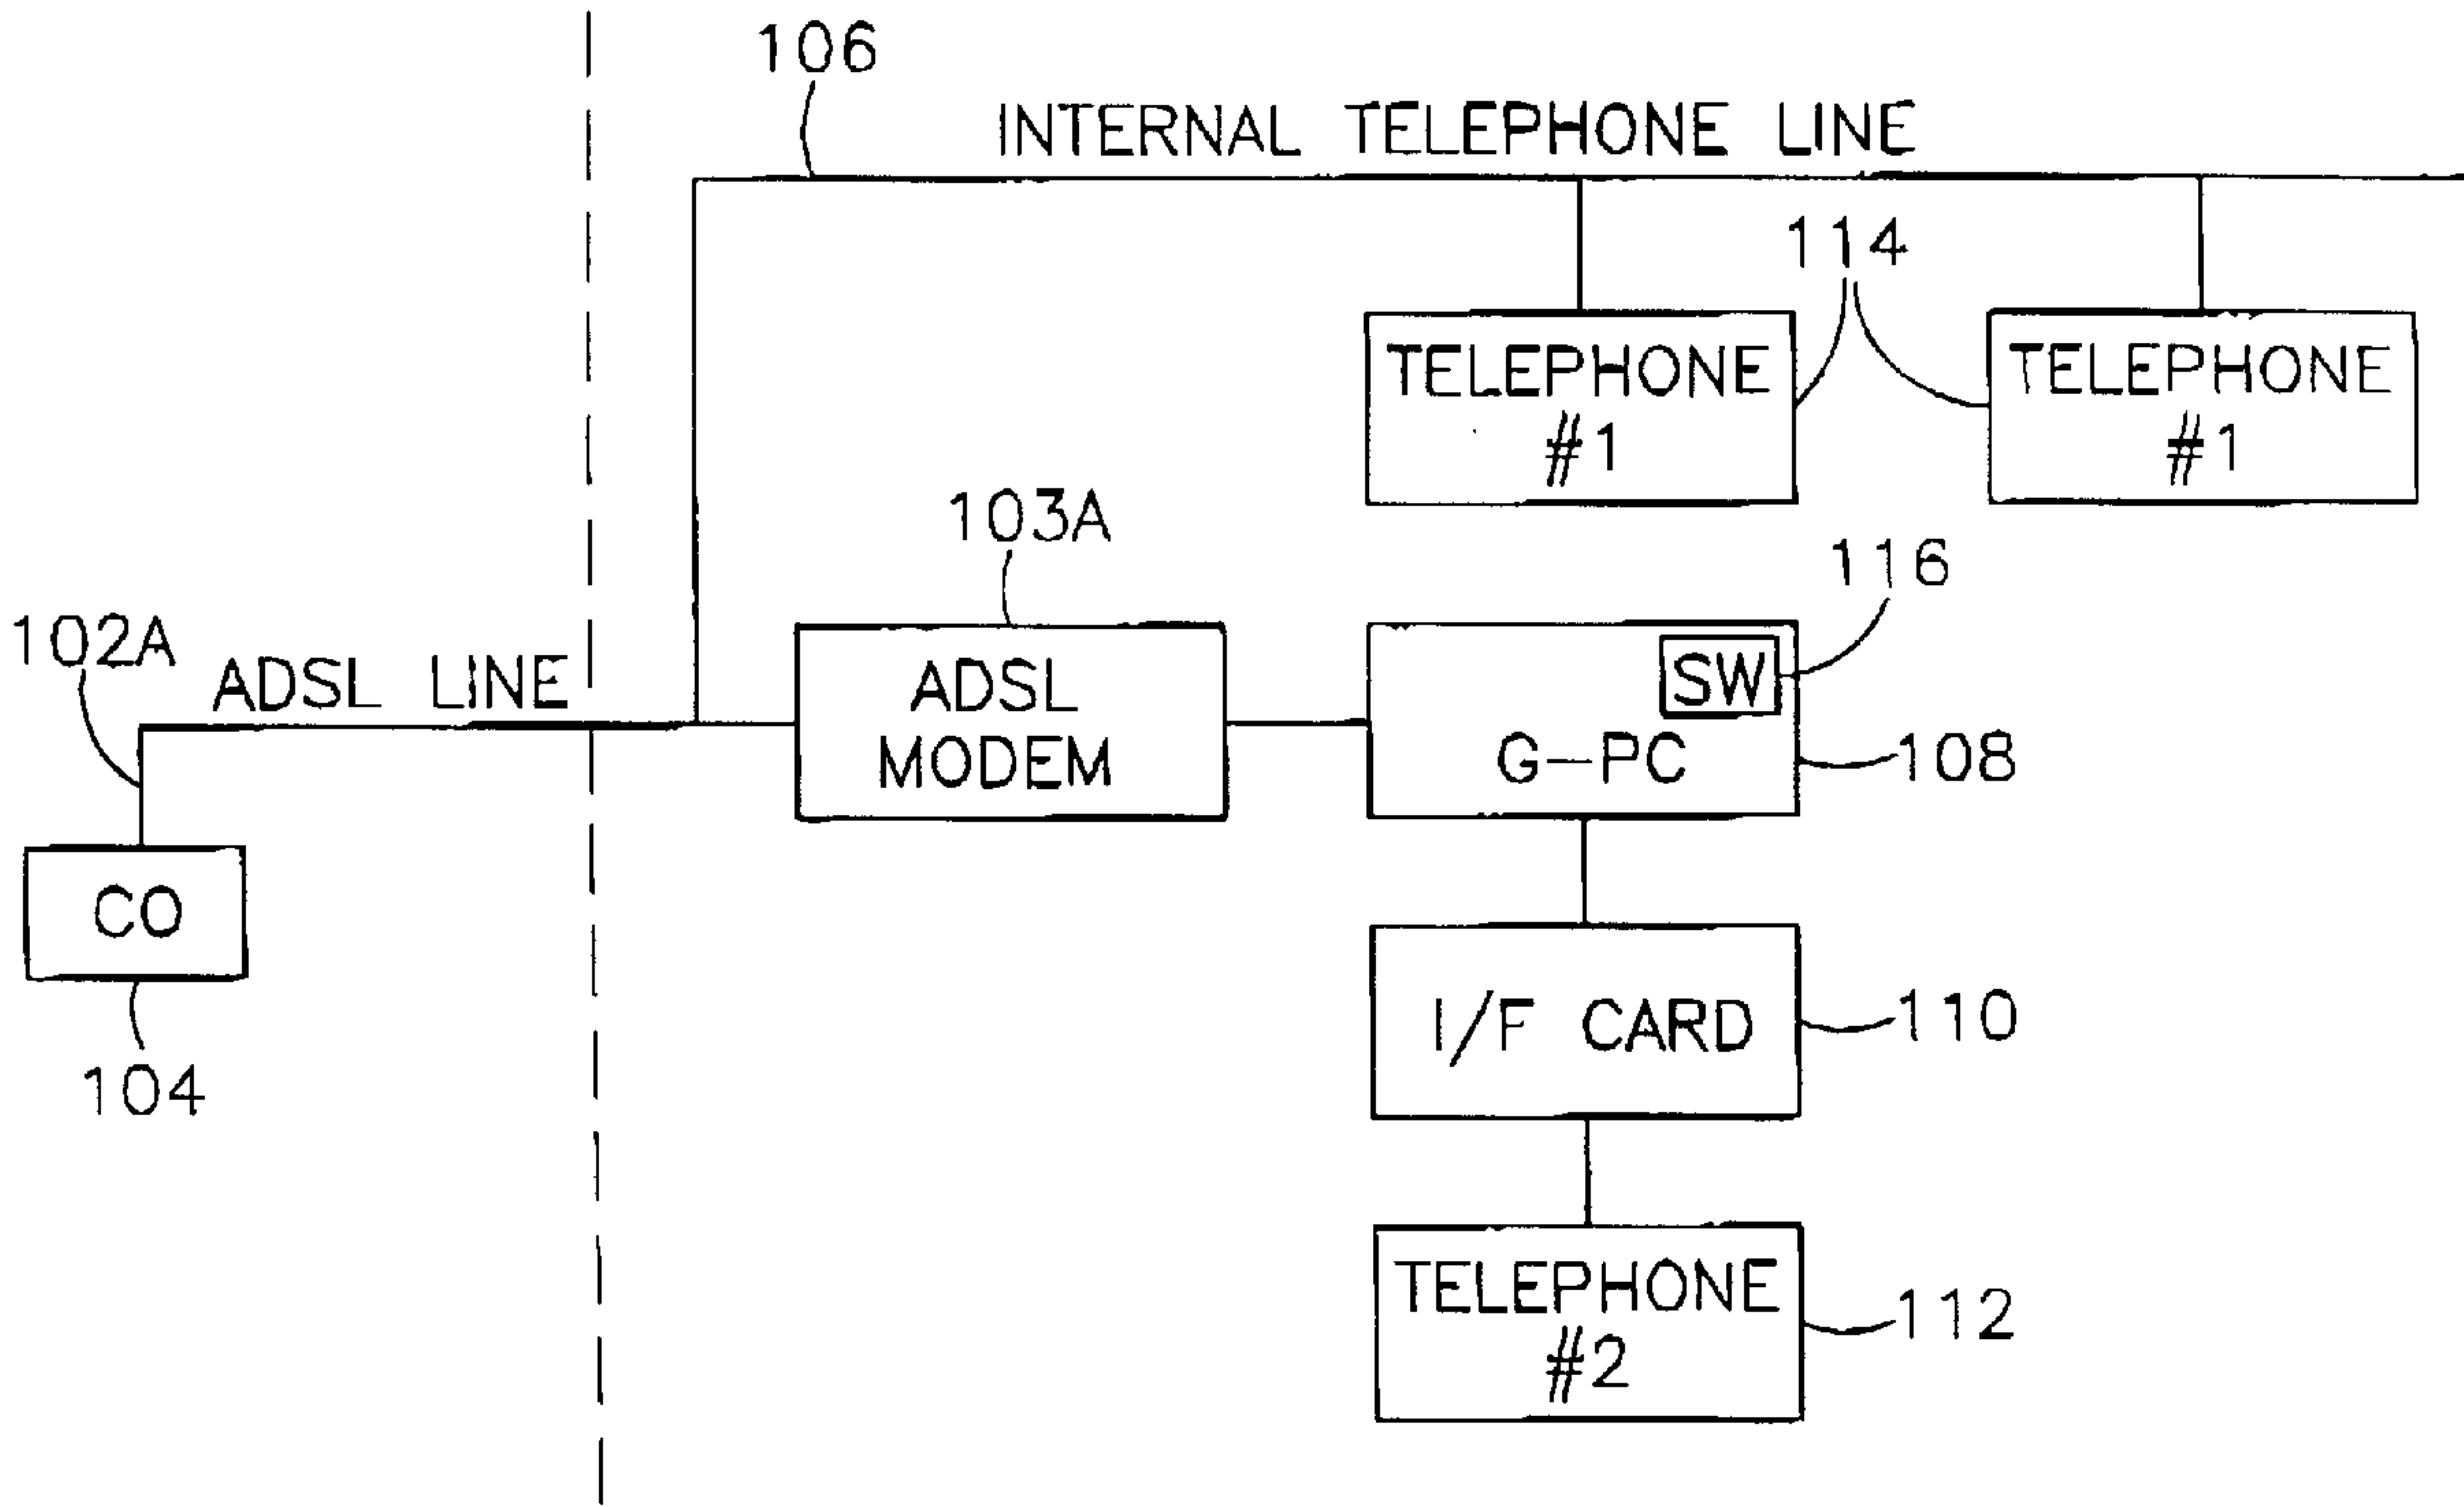 106
INTERNAL TELEPHONE LINE
114
TELEPHONE
#1
TELEPHONE
#1
103A
116
102A
ADSL LINE
ADSL
MODEM
SW
G-PC
108
CO
104
I/F CARD
110
TELEPHONE
#2
112